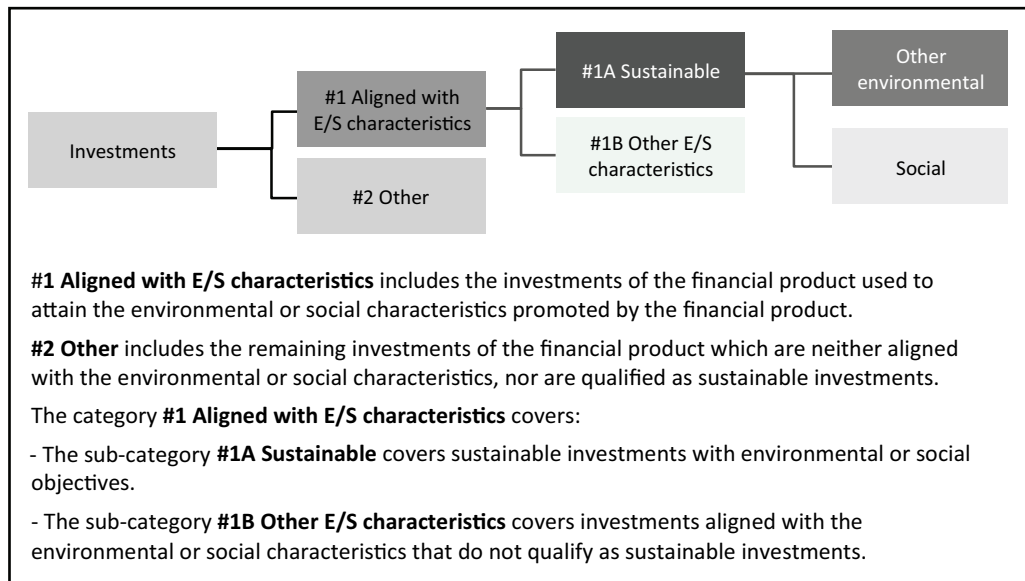 Investments
#1 Aligned with
E/S characteristics
#2 Other
#1A Sustainable
#1B Other E/S
characteristics
Other
environmental
Social
#1 Aligned with E/S characteristics includes the investments of the financial product used to
attain the environmental or social characteristics promoted by the financial product.
#2 Other includes the remaining investments of the financial product which are neither aligned
with the environmental or social characteristics, nor are qualified as sustainable investments.
The category #1 Aligned with E/S characteristics covers:
- The sub-category #1A Sustainable covers sustainable investments with environmental or social
objectives.
- The sub-category #1B Other E/S characteristics covers investments aligned with the
environmental or social characteristics that do not qualify as sustainable investments.